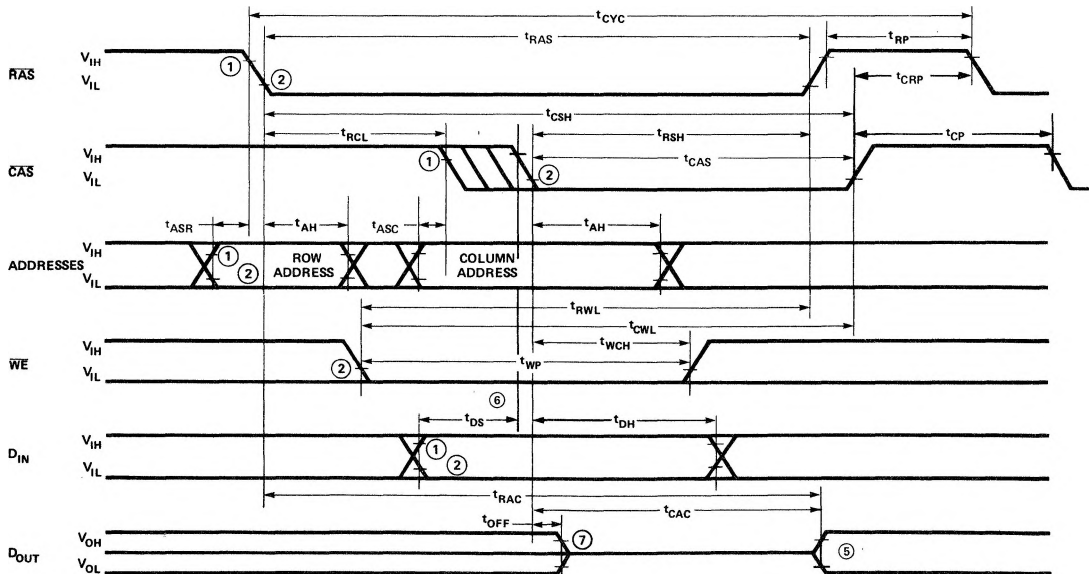 tCYC
tRAS
tRP
RAS
VIH
VIL
①
②
tCRP
tCSH
tRCL
tRSH
tCP
CAS
VIH
VIL
①
②
tCAS
tASR
tAH
tASC
tAH
ADDRESSES
VIH
VIL
①
②
ROW
ADDRESS
COLUMN
ADDRESS
tRWL
tCWL
tWCH
tWP
WE
VIH
VIL
②
⑥
tDS
tDH
DIN
VIH
VIL
①
②
tRAC
tCAC
tOFF
DOUT
VOH
VOL
⑦
⑤